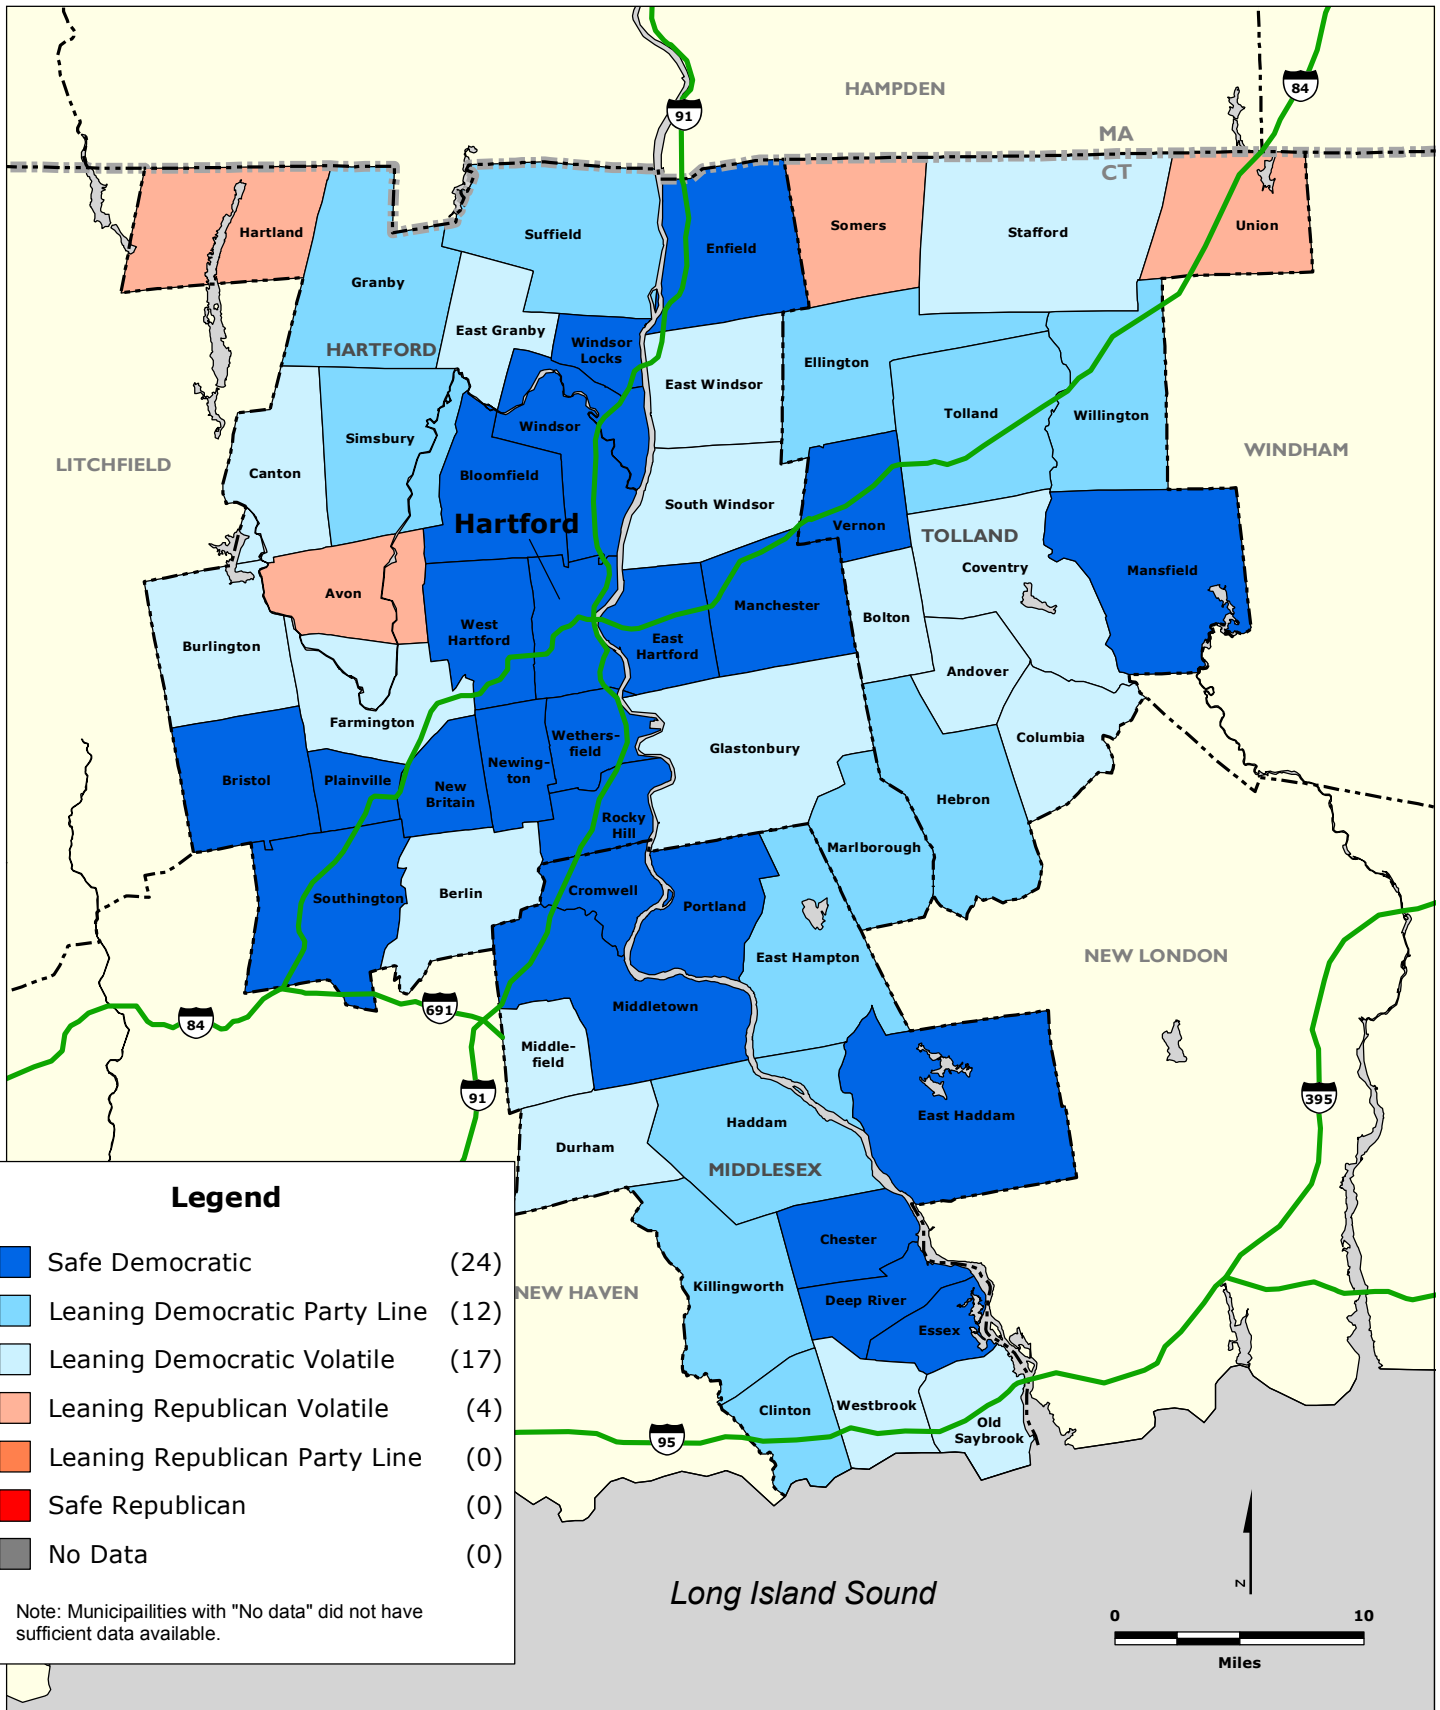 HAMPDEN
84
91
MA
CT
Hartland
Suffield
Enfield
Somers
Stafford
Union
Granby
East Granby
HARTFORD
Windsor
Locks
East Windsor
Ellington
Tolland
Willington
Simsbury
Windsor
LITCHFIELD
Canton
Bloomfield
WINDHAM
South Windsor
Hartford
Vernon
TOLLAND
Coventry
Mansfield
Avon
Manchester
Bolton
West
Hartford
East
Hartford
Burlington
Andover
Farmington
Wethers-
field
Glastonbury
Columbia
Bristol
Plainville
New
Britain
Newing-
ton
Hebron
Rocky
Hill
Marlborough
Southington
Berlin
Cromwell
Portland
East Hampton
NEW LONDON
Middletown
691
84
Middle-
field
91
395
East Haddam
Haddam
Durham
MIDDLESEX
Chester
Killingworth
NEW HAVEN
Deep River
Essex
Clinton
Westbrook
Old
Saybrook
95
Legend
Safe Democratic (24)
Leaning Democratic Party Line (12)
Leaning Democratic Volatile (17)
Leaning Republican Volatile (4)
Leaning Republican Party Line (0)
Safe Republican (0)
No Data (0)
Note: Municipailities with "No data" did not have
sufficient data available.
Long Island Sound
N
0 10
Miles